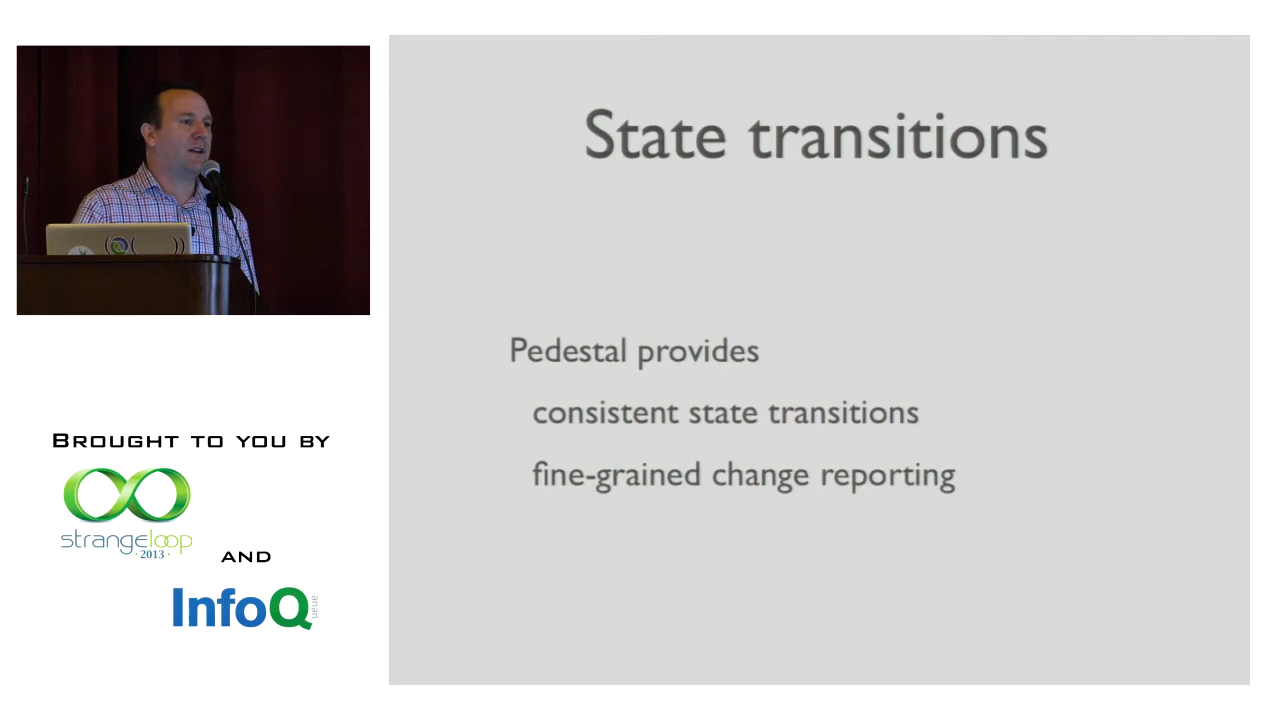 State transitions
Pedestal provides
consistent state transitions
fine-grained change reporting
Brought to you by
strangeloop
· 2013 ·
and
InfoQ